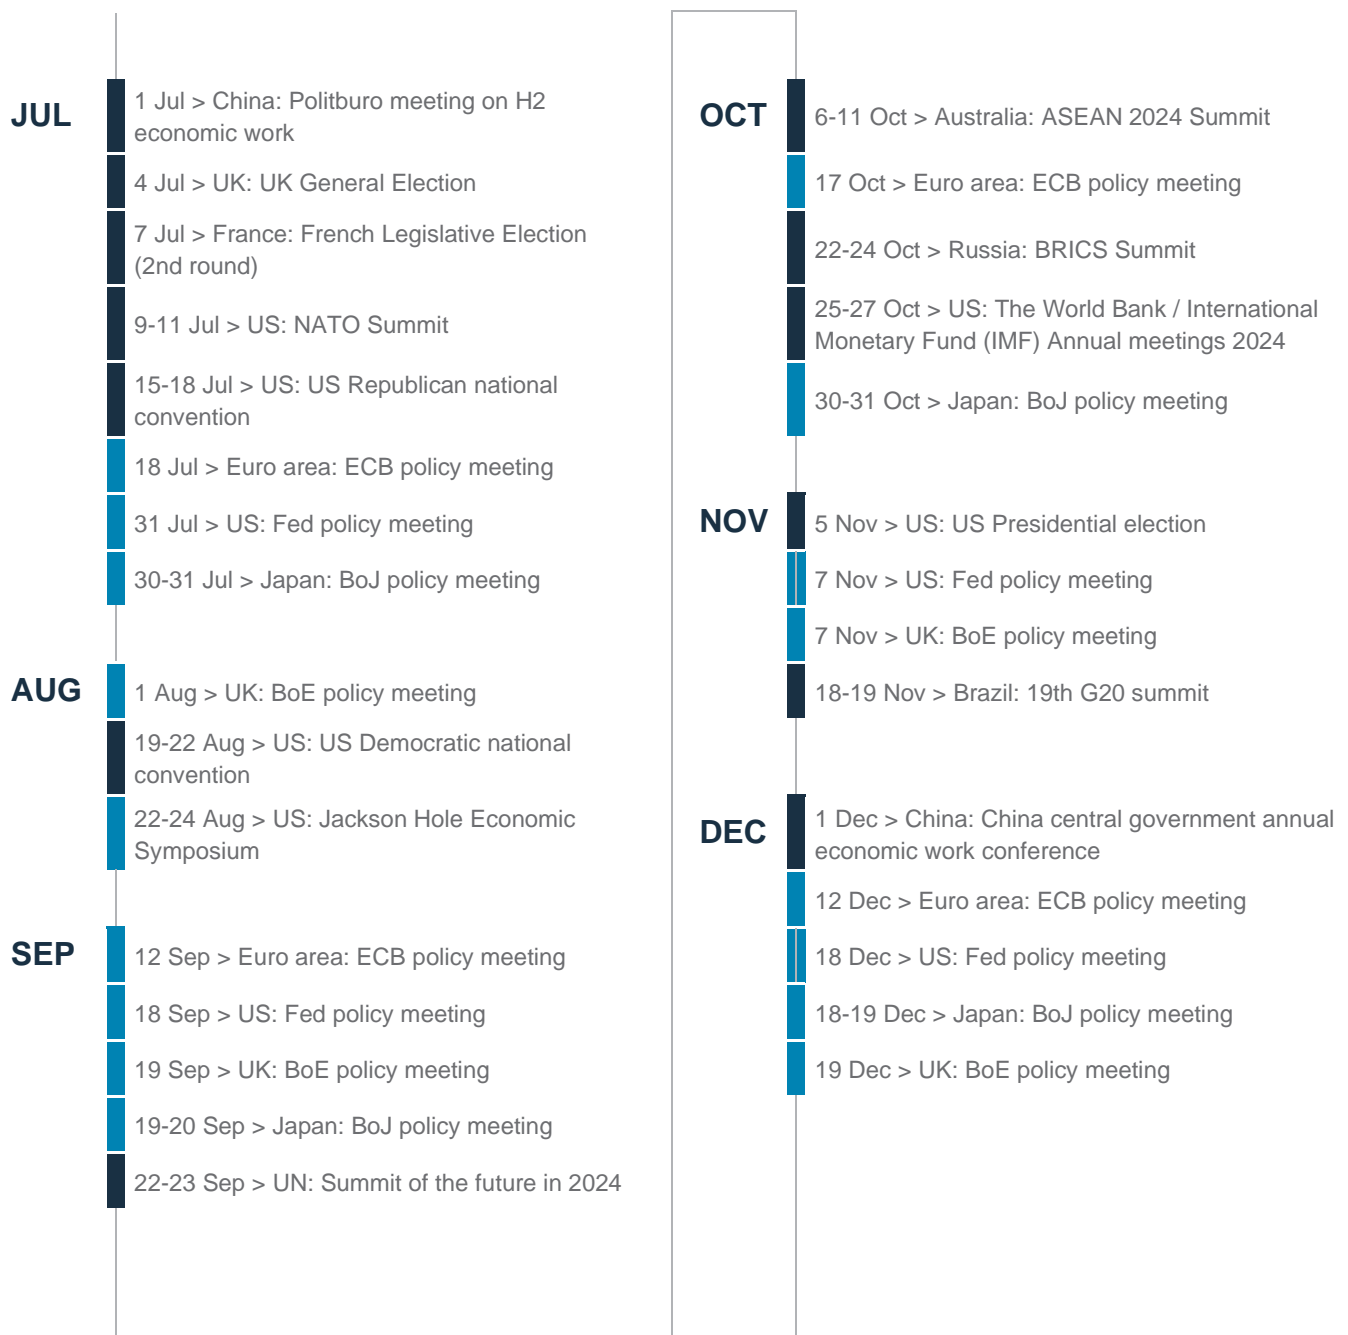 JUL
1 Jul > China: Politburo meeting on H2
economic work
4 Jul > UK: UK General Election
7 Jul > France: French Legislative Election
(2nd round)
9-11 Jul > US: NATO Summit
15-18 Jul > US: US Republican national
convention
18 Jul > Euro area: ECB policy meeting
31 Jul > US: Fed policy meeting
30-31 Jul > Japan: BoJ policy meeting
AUG
1 Aug > UK: BoE policy meeting
19-22 Aug > US: US Democratic national
convention
22-24 Aug > US: Jackson Hole Economic
Symposium
SEP
12 Sep > Euro area: ECB policy meeting
18 Sep > US: Fed policy meeting
19 Sep > UK: BoE policy meeting
19-20 Sep > Japan: BoJ policy meeting
22-23 Sep > UN: Summit of the future in 2024
OCT
6-11 Oct > Australia: ASEAN 2024 Summit
17 Oct > Euro area: ECB policy meeting
22-24 Oct > Russia: BRICS Summit
25-27 Oct > US: The World Bank / International
Monetary Fund (IMF) Annual meetings 2024
30-31 Oct > Japan: BoJ policy meeting
NOV
5 Nov > US: US Presidential election
7 Nov > US: Fed policy meeting
7 Nov > UK: BoE policy meeting
18-19 Nov > Brazil: 19th G20 summit
DEC
1 Dec > China: China central government annual
economic work conference
12 Dec > Euro area: ECB policy meeting
18 Dec > US: Fed policy meeting
18-19 Dec > Japan: BoJ policy meeting
19 Dec > UK: BoE policy meeting